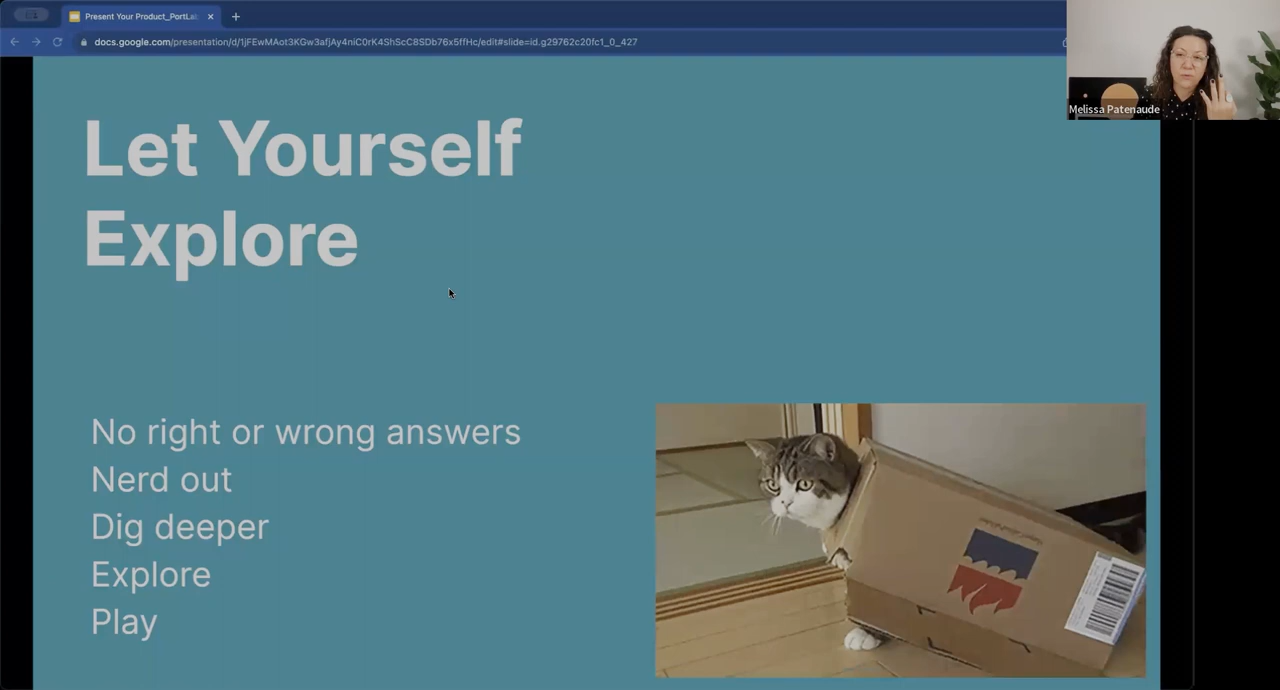 Present Your Product_PortLa
docs.google.com/presentation/d/1jFEwMAot3KGw3afjAy4niC0rK4ShScC8SDb76x5ffHc/edit#slide=id.g29762c20fc1_0_427
Melissa Patenaude
Let Yourself
Explore
No right or wrong answers
Nerd out
Dig deeper
Explore
Play